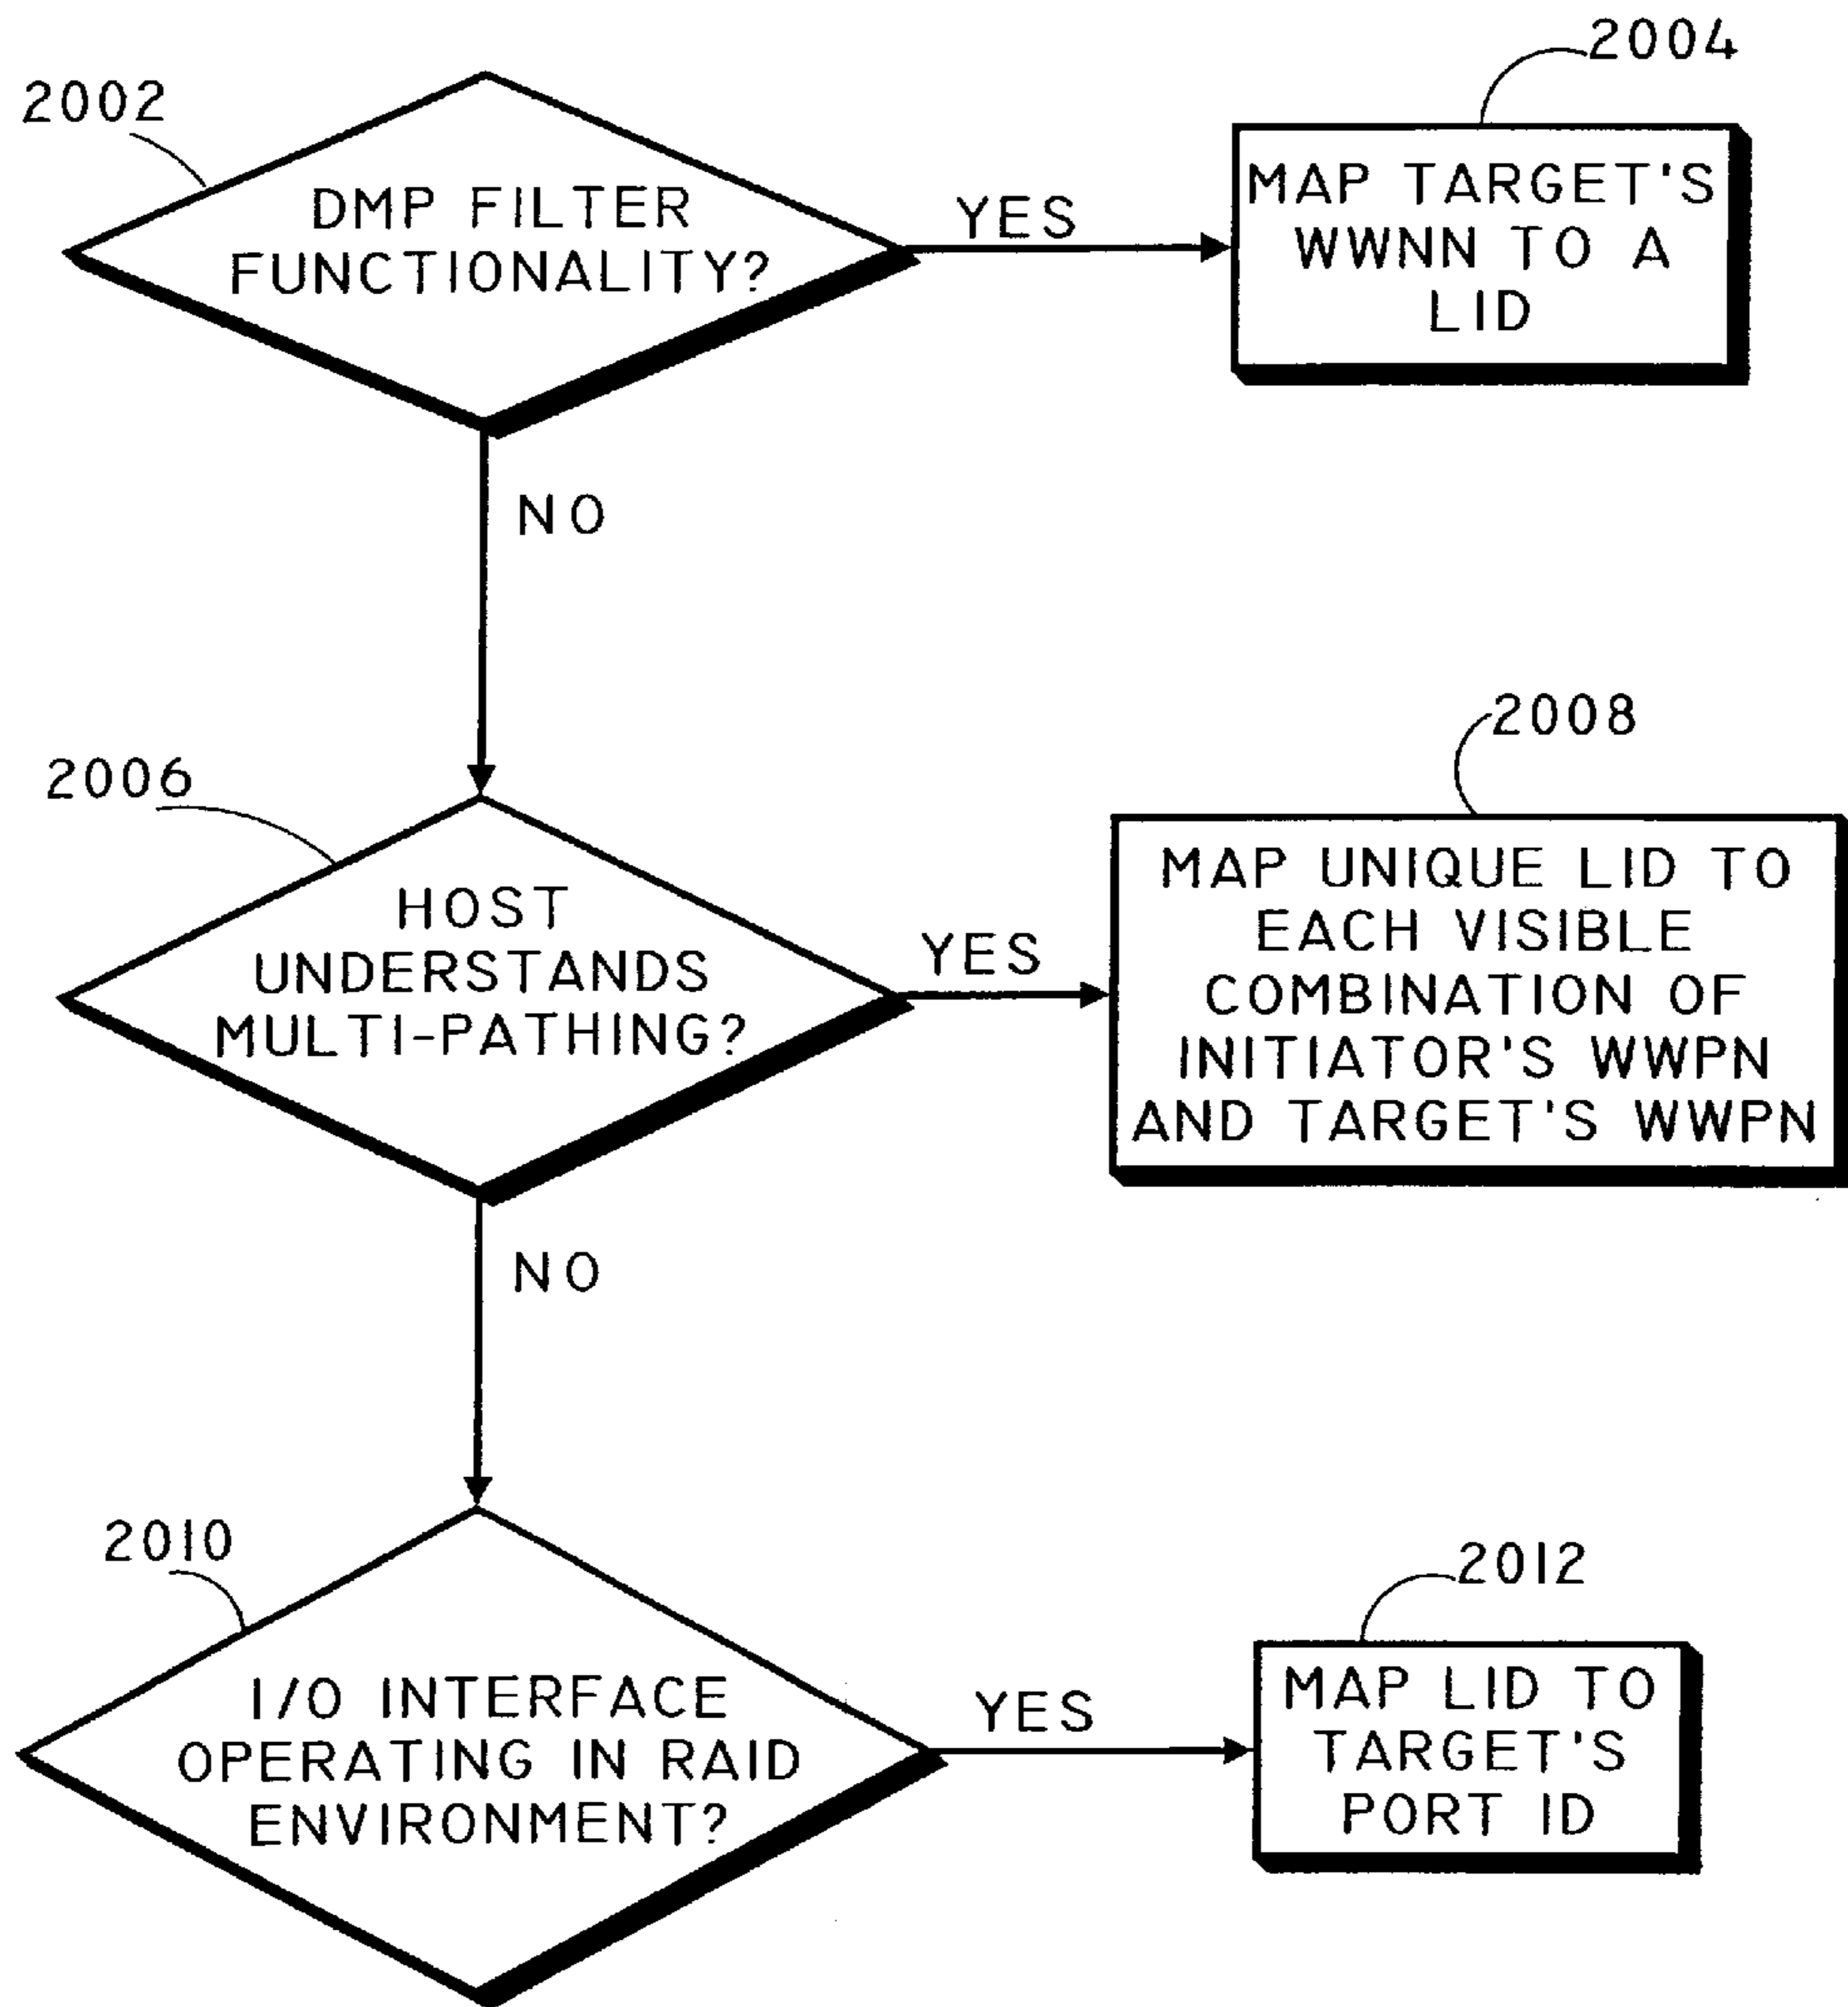 2004
2002
DMP FILTER
FUNCTIONALITY?
YES
MAP TARGET'S
WWNN TO A
LID
NO
2008
2006
HOST
UNDERSTANDS
MULTI-PATHING?
YES
MAP UNIQUE LID TO
EACH VISIBLE
COMBINATION OF
INITIATOR'S WWPN
AND TARGET'S WWPN
NO
2010
2012
I/O INTERFACE
OPERATING IN RAID
ENVIRONMENT?
YES
MAP LID TO
TARGET'S
PORT ID